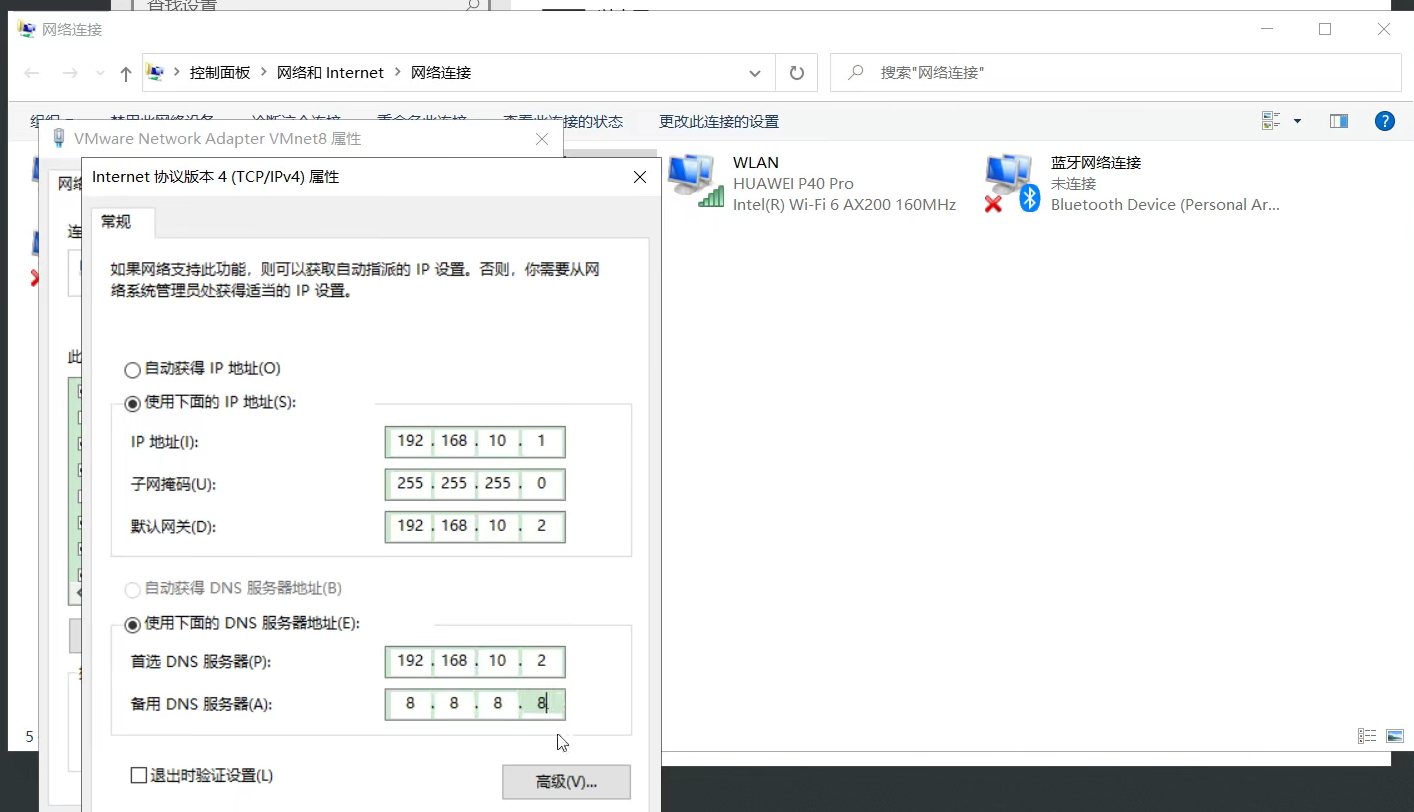 查找设置
网络连接
控制面板 › 网络和 Internet › 网络连接
搜索"网络连接"
更改此连接的设置
VMware Network Adapter VMnet8 属性
Internet 协议版本 4 (TCP/IPv4) 属性
常规
如果网络支持此功能，则可以获取自动指派的 IP 设置。否则，你需要从网
络系统管理员处获得适当的 IP 设置。
自动获得 IP 地址(O)
使用下面的 IP 地址(S):
IP 地址(I): 192 . 168 . 10 . 1
子网掩码(U): 255 . 255 . 255 . 0
默认网关(D): 192 . 168 . 10 . 2
自动获得 DNS 服务器地址(B)
使用下面的 DNS 服务器地址(E):
首选 DNS 服务器(P): 192 . 168 . 10 . 2
备用 DNS 服务器(A): 8 . 8 . 8 . 8
退出时验证设置(L)
高级(V)...
WLAN
HUAWEI P40 Pro
Intel(R) Wi-Fi 6 AX200 160MHz
蓝牙网络连接
未连接
Bluetooth Device (Personal Ar...
5